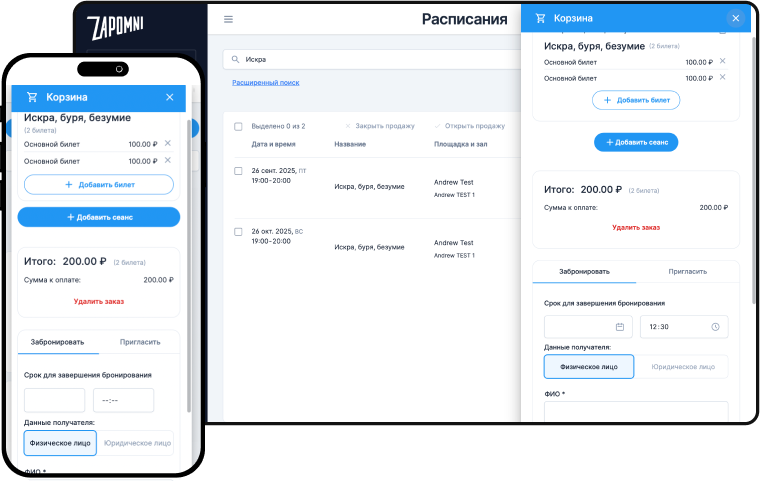 ZAPOMNI
Расписания
Искра
Расширенный поиск
Выделено 0 из 2
Закрыть продажу
Открыть продажу
Дата и время
Название
Площадка и зал
26 сент. 2025, ПТ
19:00-20:00
Искра, буря, безумие
Andrew Test
Andrew TEST 1
26 окт. 2025, ВС
19:00-20:00
Искра, буря, безумие
Andrew Test
Andrew TEST 1
Корзина
Искра, буря, безумие (2 билета)
Основной билет 100.00 ₽
Основной билет 100.00 ₽
+ Добавить билет
+ Добавить сеанс
Итого: 200.00 ₽ (2 билета)
Сумма к оплате: 200.00 ₽
Удалить заказ
Забронировать Пригласить
Срок для завершения бронирования
12:30
Данные получателя:
Физическое лицо Юридическое лицо
ФИО *
Корзина
Искра, буря, безумие
(2 билета)
Основной билет 100.00 ₽
Основной билет 100.00 ₽
+ Добавить билет
+ Добавить сеанс
Итого: 200.00 ₽ (2 билета)
Сумма к оплате: 200.00 ₽
Удалить заказ
Забронировать Пригласить
Срок для завершения бронирования
--:--
Данные получателя:
Физическое лицо Юридическое лицо
ФИО *